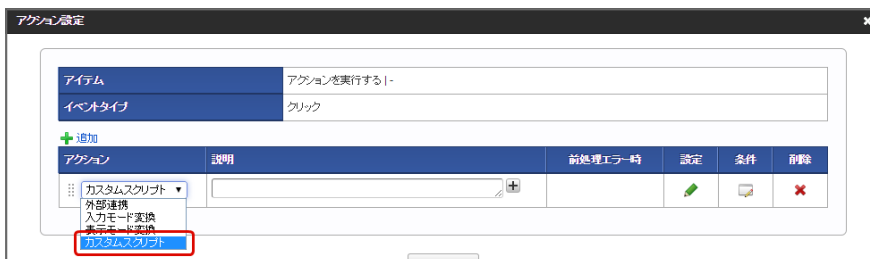 アクション設定
アイテム アクションを実行する | -
イベントタイプ クリック
追加
アクション 説明 前処理エラー時 設定 条件 削除
カスタムスクリプト
外部連携
入力モード変換
表示モード変換
カスタムスクリプト